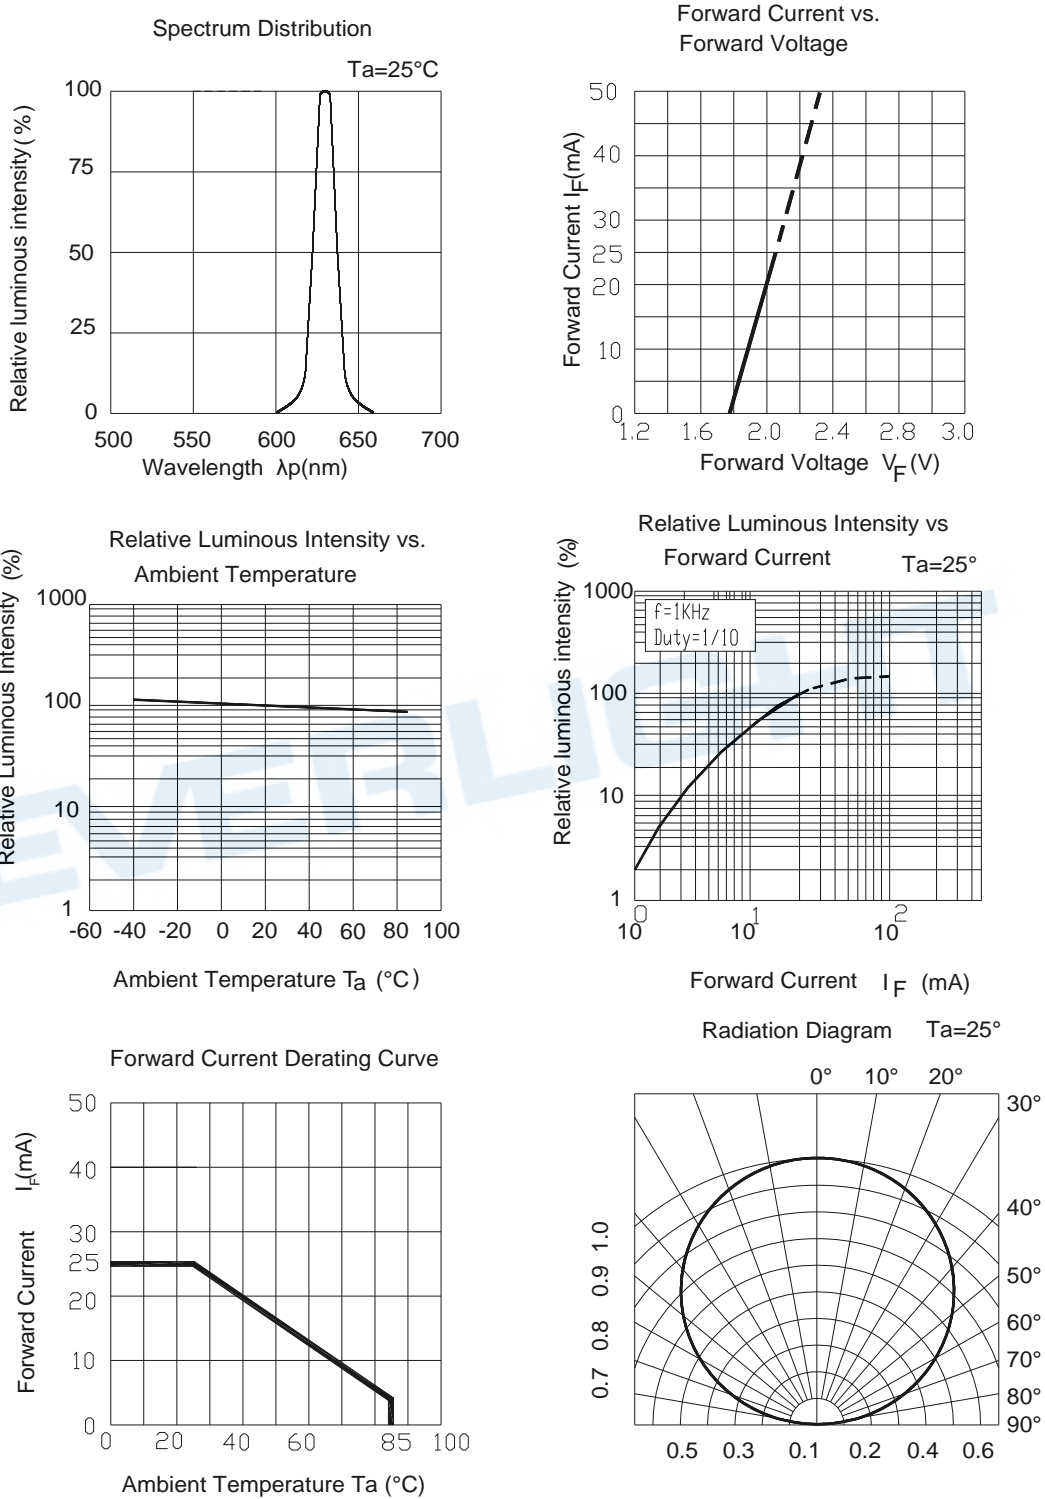 Spectrum Distribution
Ta=25°C
Relative luminous intensity(%)
100
75
50
25
0
500 550 600 650 700
Wavelength λp(nm)
Forward Current vs.
Forward Voltage
Forward Current IF(mA)
50
40
30
25
20
10
0
1.2 1.6 2.0 2.4 2.8 3.0
Forward Voltage VF(V)
Relative Luminous Intensity vs.
Ambient Temperature
Relative Luminous Intensity (%)
1000
100
10
1
-60 -40 -20 0 20 40 60 80 100
Ambient Temperature Ta (°C)
Relative Luminous Intensity vs
Forward Current
Ta=25°
Relative luminous intensity (%)
1000
f=1KHz
Duty=1/10
100
10
1
10^0 10^1 10^2
Forward Current IF (mA)
EVERLIGHT
Forward Current Derating Curve
Forward Current IF(mA)
50
40
30
25
20
10
0
0 20 40 60 85 100
Ambient Temperature Ta (°C)
Radiation Diagram Ta=25°
0° 10° 20°
30°
40°
50°
60°
70°
80°
90°
1.0
0.9
0.8
0.7
0.5 0.3 0.1 0.2 0.4 0.6